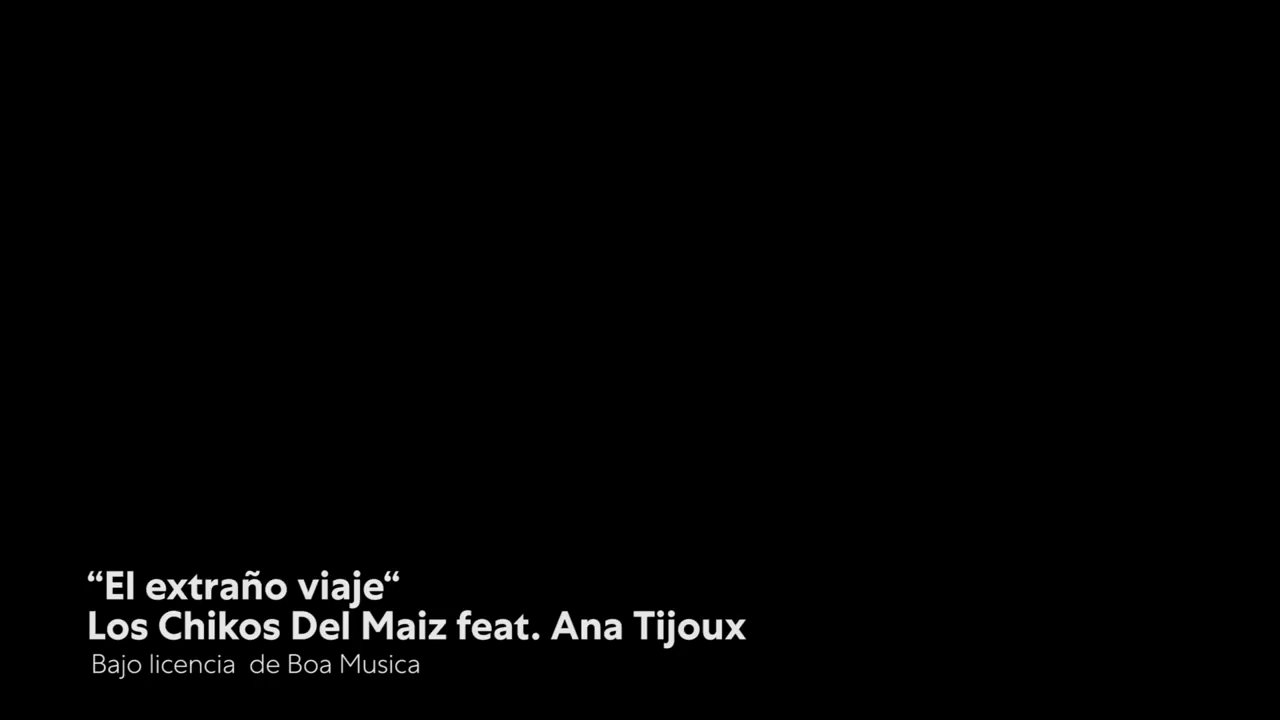 “El extraño viaje“
Los Chikos Del Maiz feat. Ana Tijoux
Bajo licencia  de Boa Musica